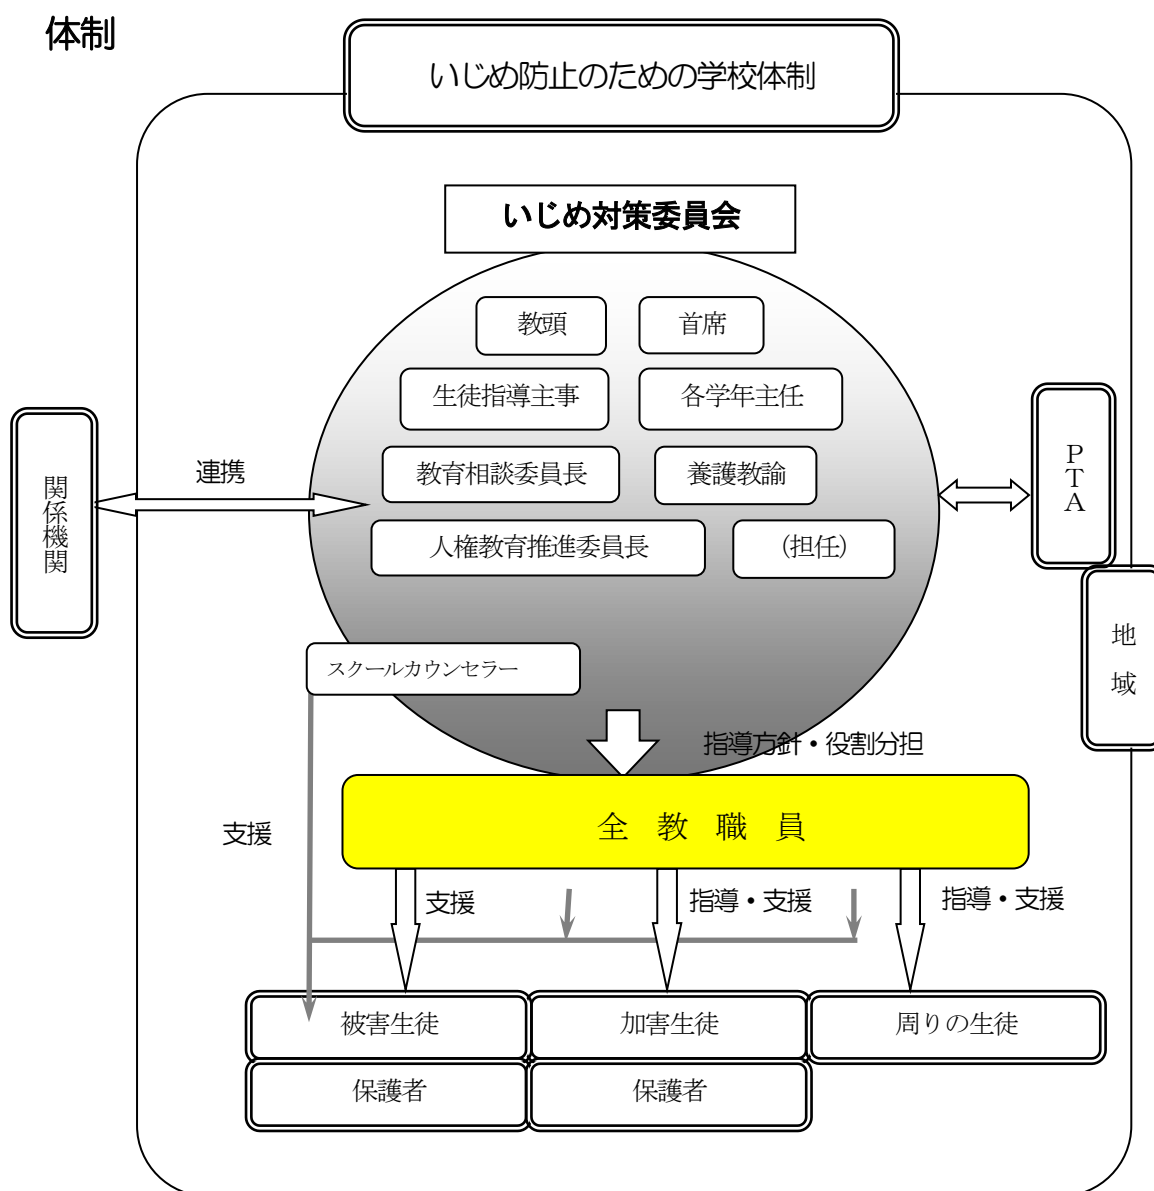 体制
いじめ防止のための学校体制
いじめ対策委員会
教頭
首席
生徒指導主事
各学年主任
教育相談委員長
養護教諭
人権教育推進委員長
(担任)
スクールカウンセラー
連携
関係機関
PTA
地域
指導方針・役割分担
全教職員
支援
支援
指導・支援
指導・支援
被害生徒
加害生徒
周りの生徒
保護者
保護者